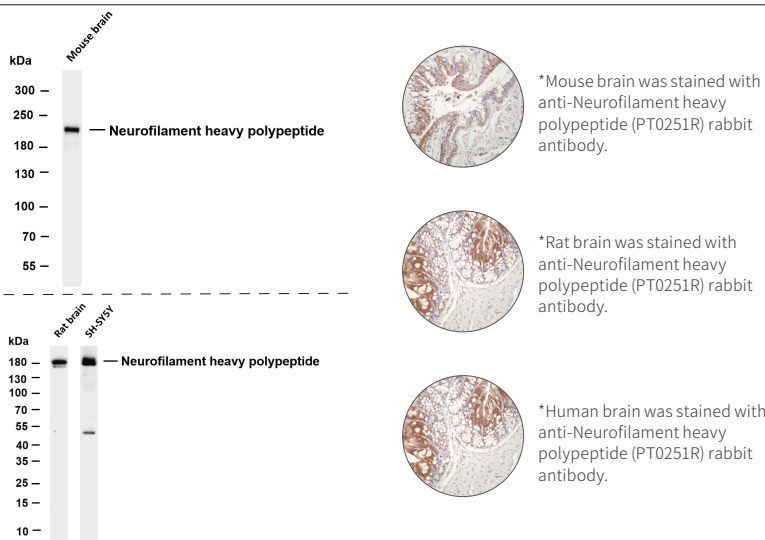 Mouse brain
kDa
300
250
Neurofilament heavy polypeptide
180
130
100
70
55
Rat brain
SH-SY5Y
kDa
180
Neurofilament heavy polypeptide
130
100
70
55
40
35
25
15
10
*Mouse brain was stained with
anti-Neurofilament heavy
polypeptide (PT0251R) rabbit
antibody.
*Rat brain was stained with
anti-Neurofilament heavy
polypeptide (PT0251R) rabbit
antibody.
*Human brain was stained with
anti-Neurofilament heavy
polypeptide (PT0251R) rabbit
antibody.